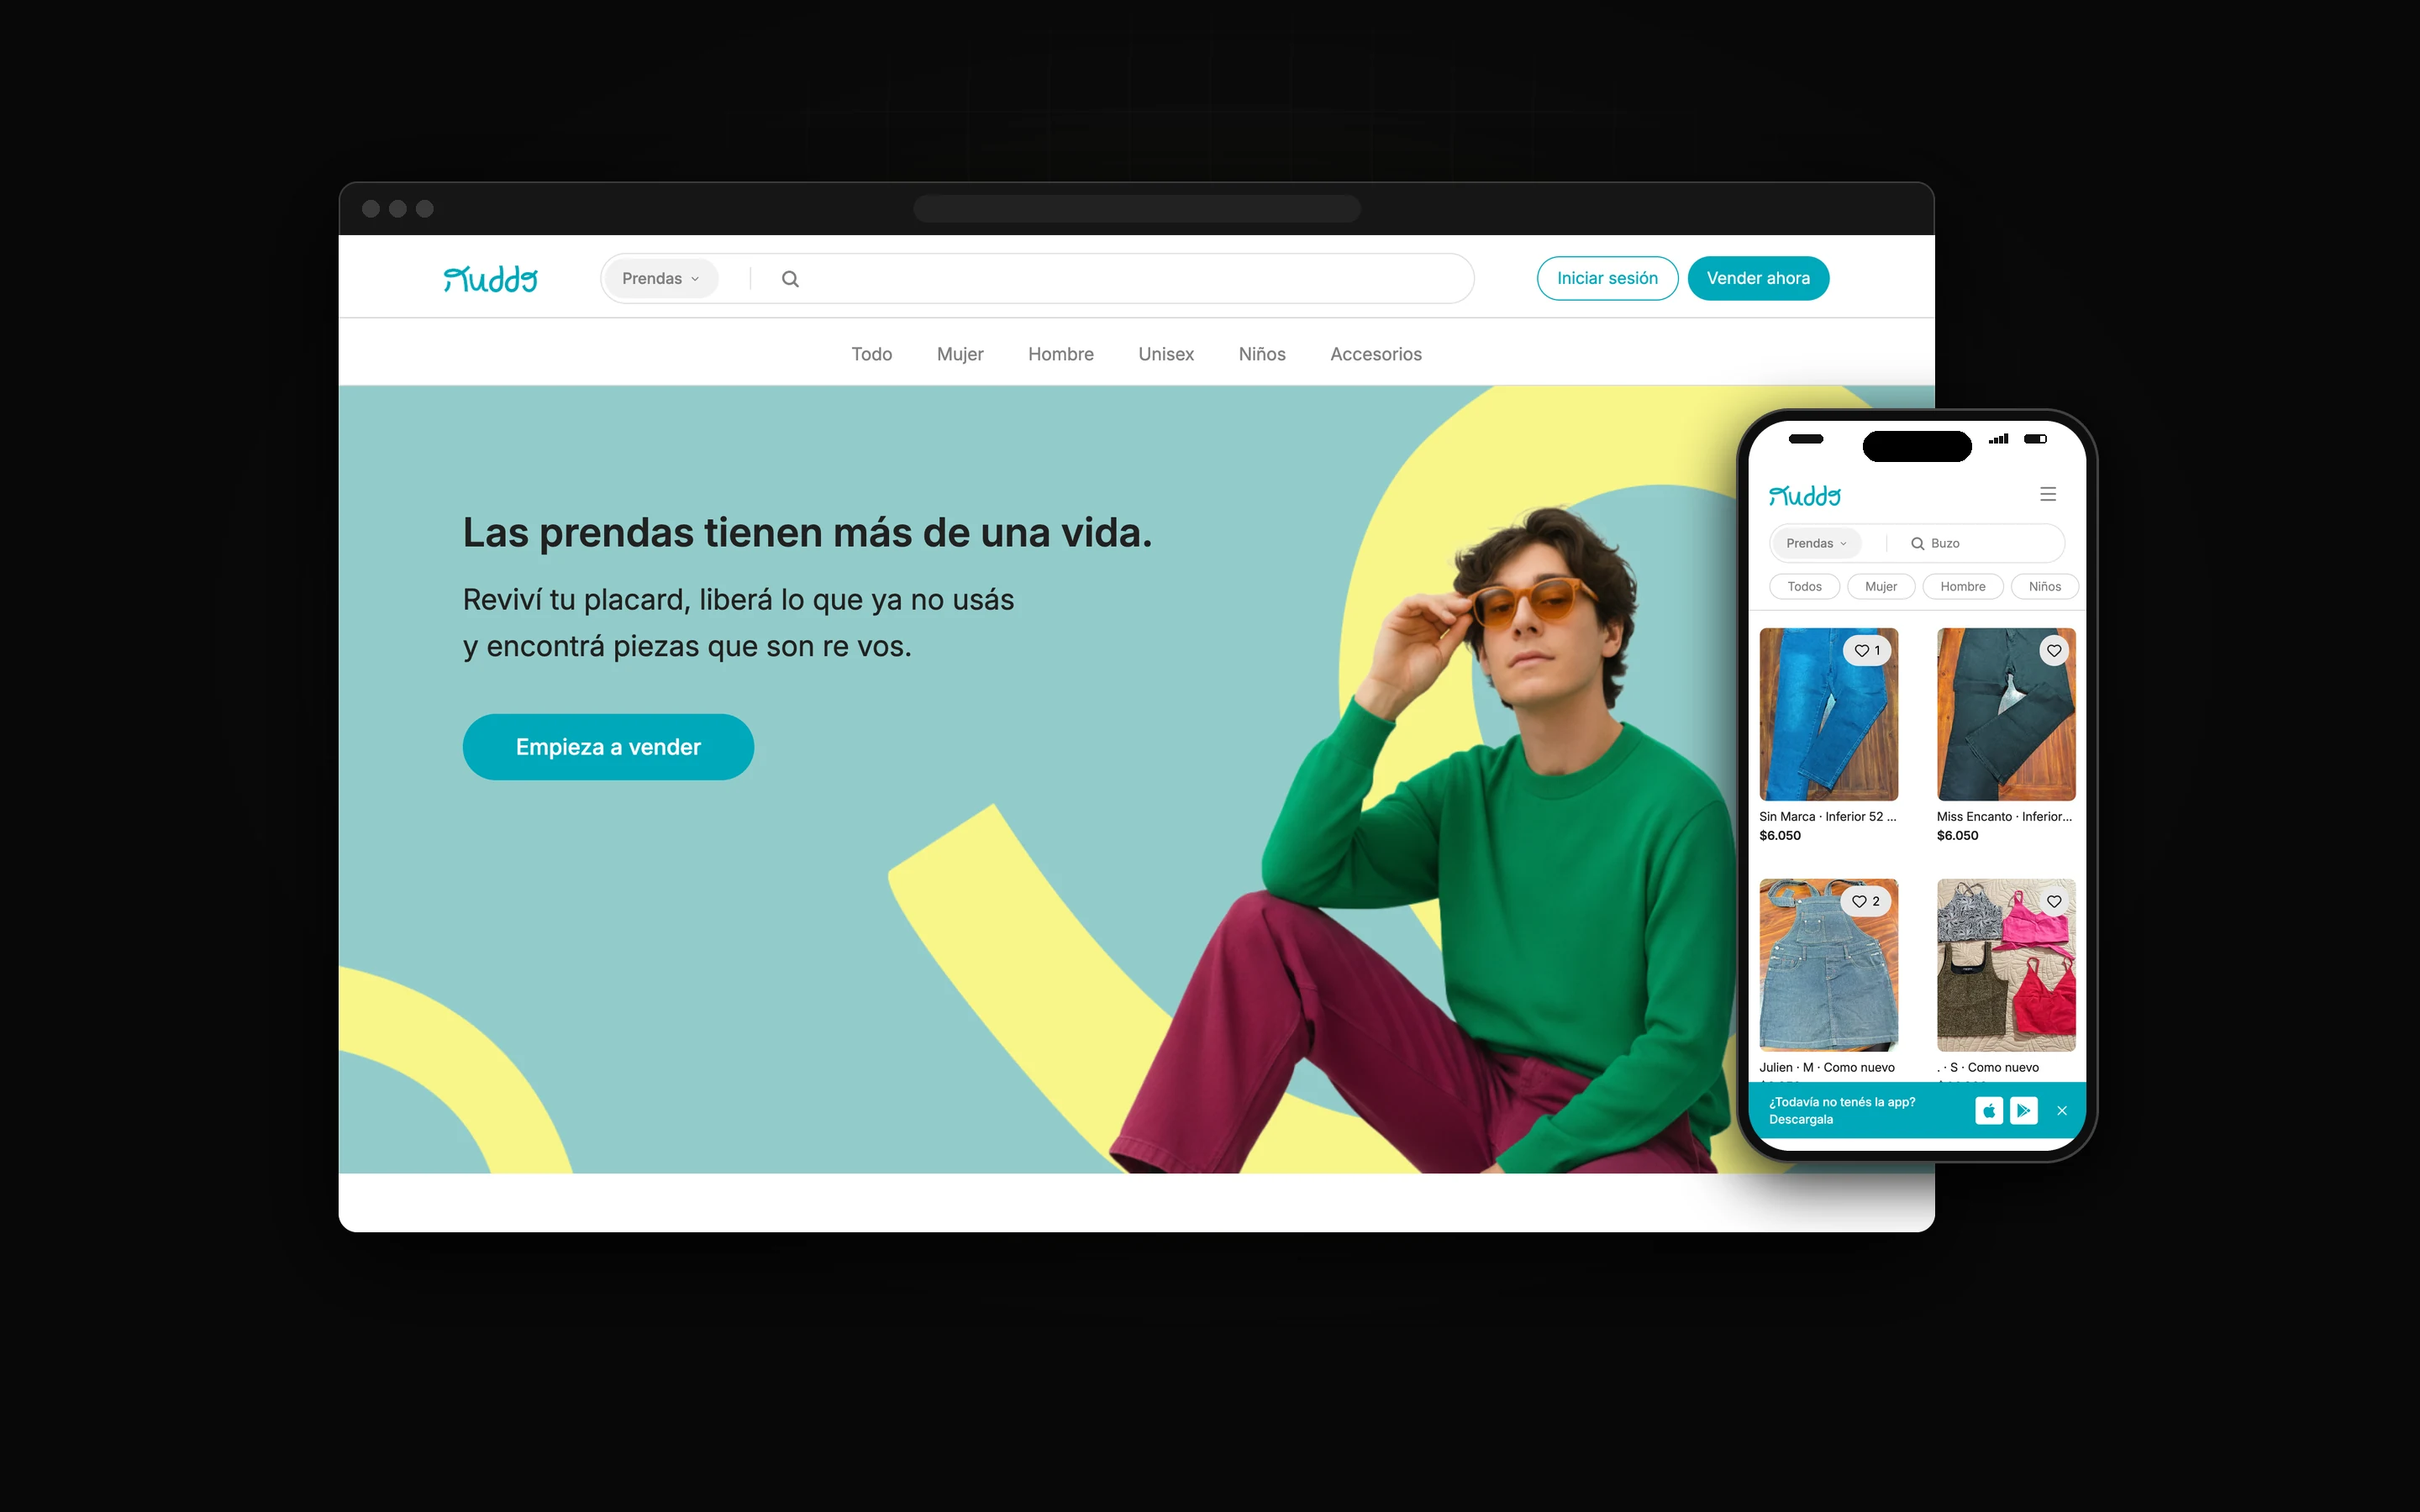 Tuddy
Prendas
Iniciar sesión
Vender ahora
Todo Mujer Hombre Unisex Niños Accesorios
Las prendas tienen más de una vida.
Reviví tu placard, liberá lo que ya no usás
y encontrá piezas que son re vos.
Empieza a vender
Tuddy
Prendas
Buzo
Todos Mujer Hombre Niños
1
Sin Marca · Inferior 52 ...
$6.050
Miss Encanto · Inferior...
$6.050
2
Julien · M · Como nuevo
. · S · Como nuevo
¿Todavía no tenés la app?
Descargala